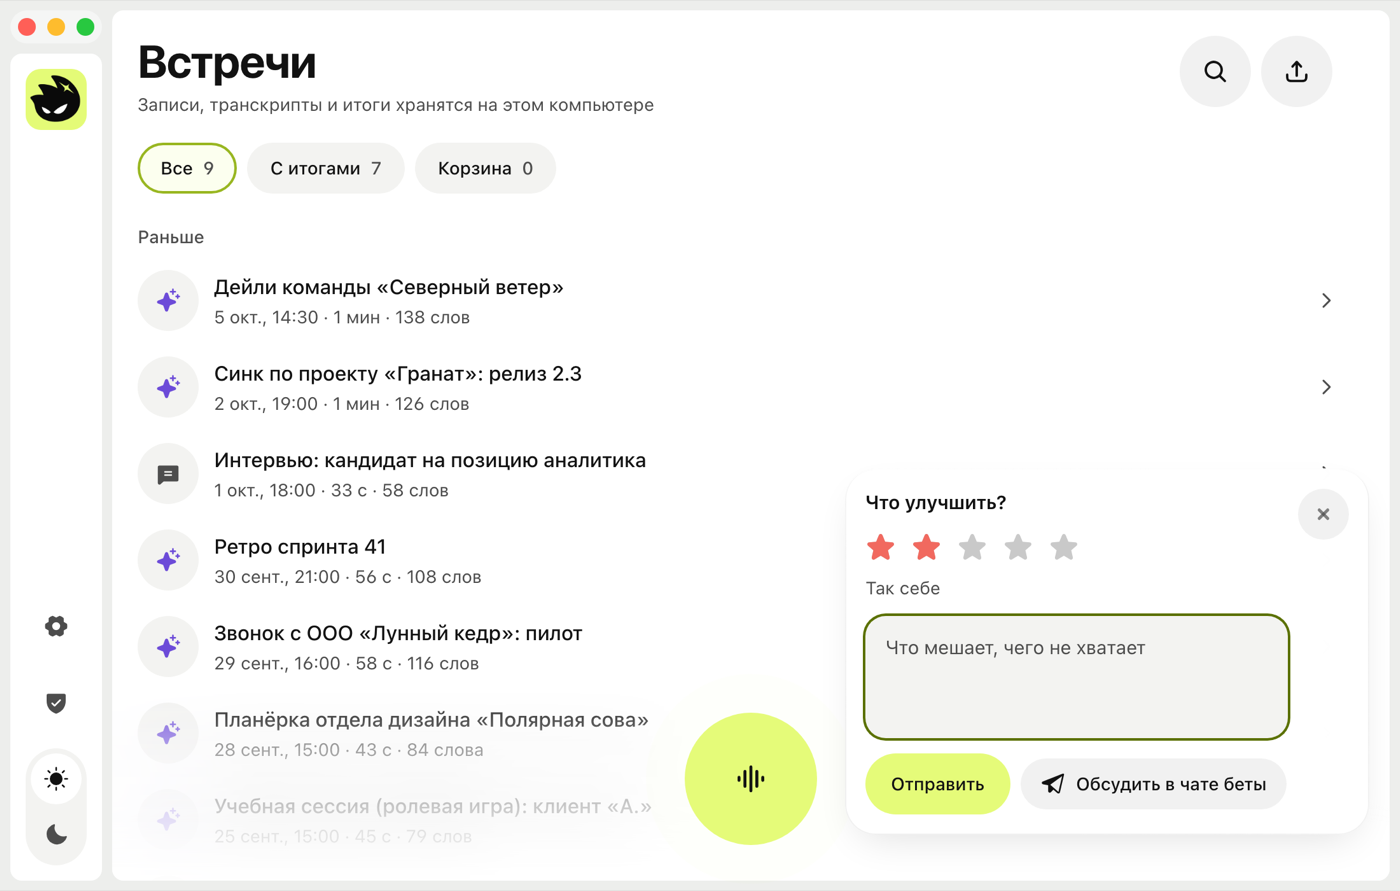 Встречи
Записи, транскрипты и итоги хранятся на этом компьютере
Все 9
С итогами 7
Корзина 0
Раньше
Дейли команды «Северный ветер»
5 окт., 14:30 · 1 мин · 138 слов
Синк по проекту «Гранат»: релиз 2.3
2 окт., 19:00 · 1 мин · 126 слов
Интервью: кандидат на позицию аналитика
1 окт., 18:00 · 33 с · 58 слов
Ретро спринта 41
30 сент., 21:00 · 56 с · 108 слов
Звонок с ООО «Лунный кедр»: пилот
29 сент., 16:00 · 58 с · 116 слов
Планёрка отдела дизайна «Полярная сова»
28 сент., 15:00 · 43 с · 84 слова
Учебная сессия (ролевая игра): клиент «А.»
25 сент., 15:00 · 45 с · 79 слов
Что улучшить?
Так себе
Что мешает, чего не хватает
Отправить
Обсудить в чате беты